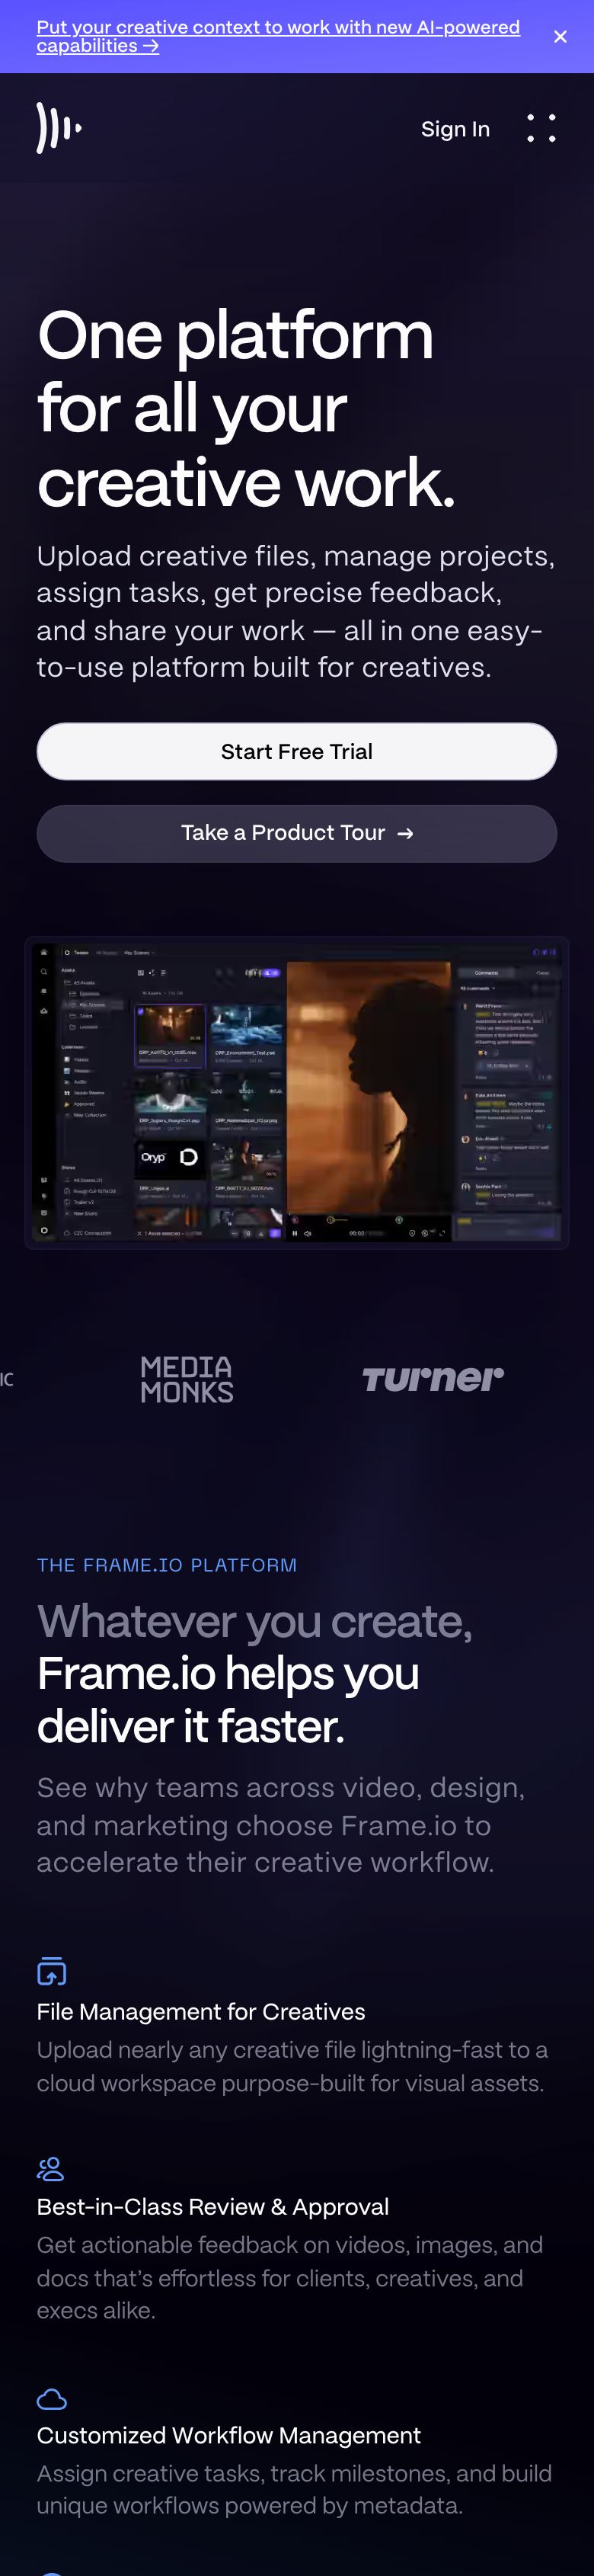 Put your creative context to work with new AI-powered
capabilities →
Sign In
One platform
for all your
creative work.
Upload creative files, manage projects,
assign tasks, get precise feedback,
and share your work — all in one easy-
to-use platform built for creatives.
Start Free Trial
Take a Product Tour →
Comments
Dryp
MEDIA
MONKS
Turner
THE FRAME.IO PLATFORM
Whatever you create,
Frame.io helps you
deliver it faster.
See why teams across video, design,
and marketing choose Frame.io to
accelerate their creative workflow.
File Management for Creatives
Upload nearly any creative file lightning-fast to a
cloud workspace purpose-built for visual assets.
Best-in-Class Review & Approval
Get actionable feedback on videos, images, and
docs that’s effortless for clients, creatives, and
execs alike.
Customized Workflow Management
Assign creative tasks, track milestones, and build
unique workflows powered by metadata.